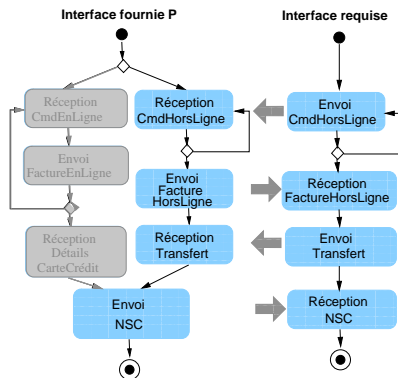 Interface fournie P
Interface requise
Réception
CmdEnLigne
Réception
CmdHorsLigne
Envoi
CmdHorsLigne
Envoi
FactureEnLigne
Envoi
Facture
HorsLigne
Réception
FactureHorsLigne
Réception
Détails
CarteCrédit
Réception
Transfert
Envoi
Transfert
Envoi
NSC
Réception
NSC